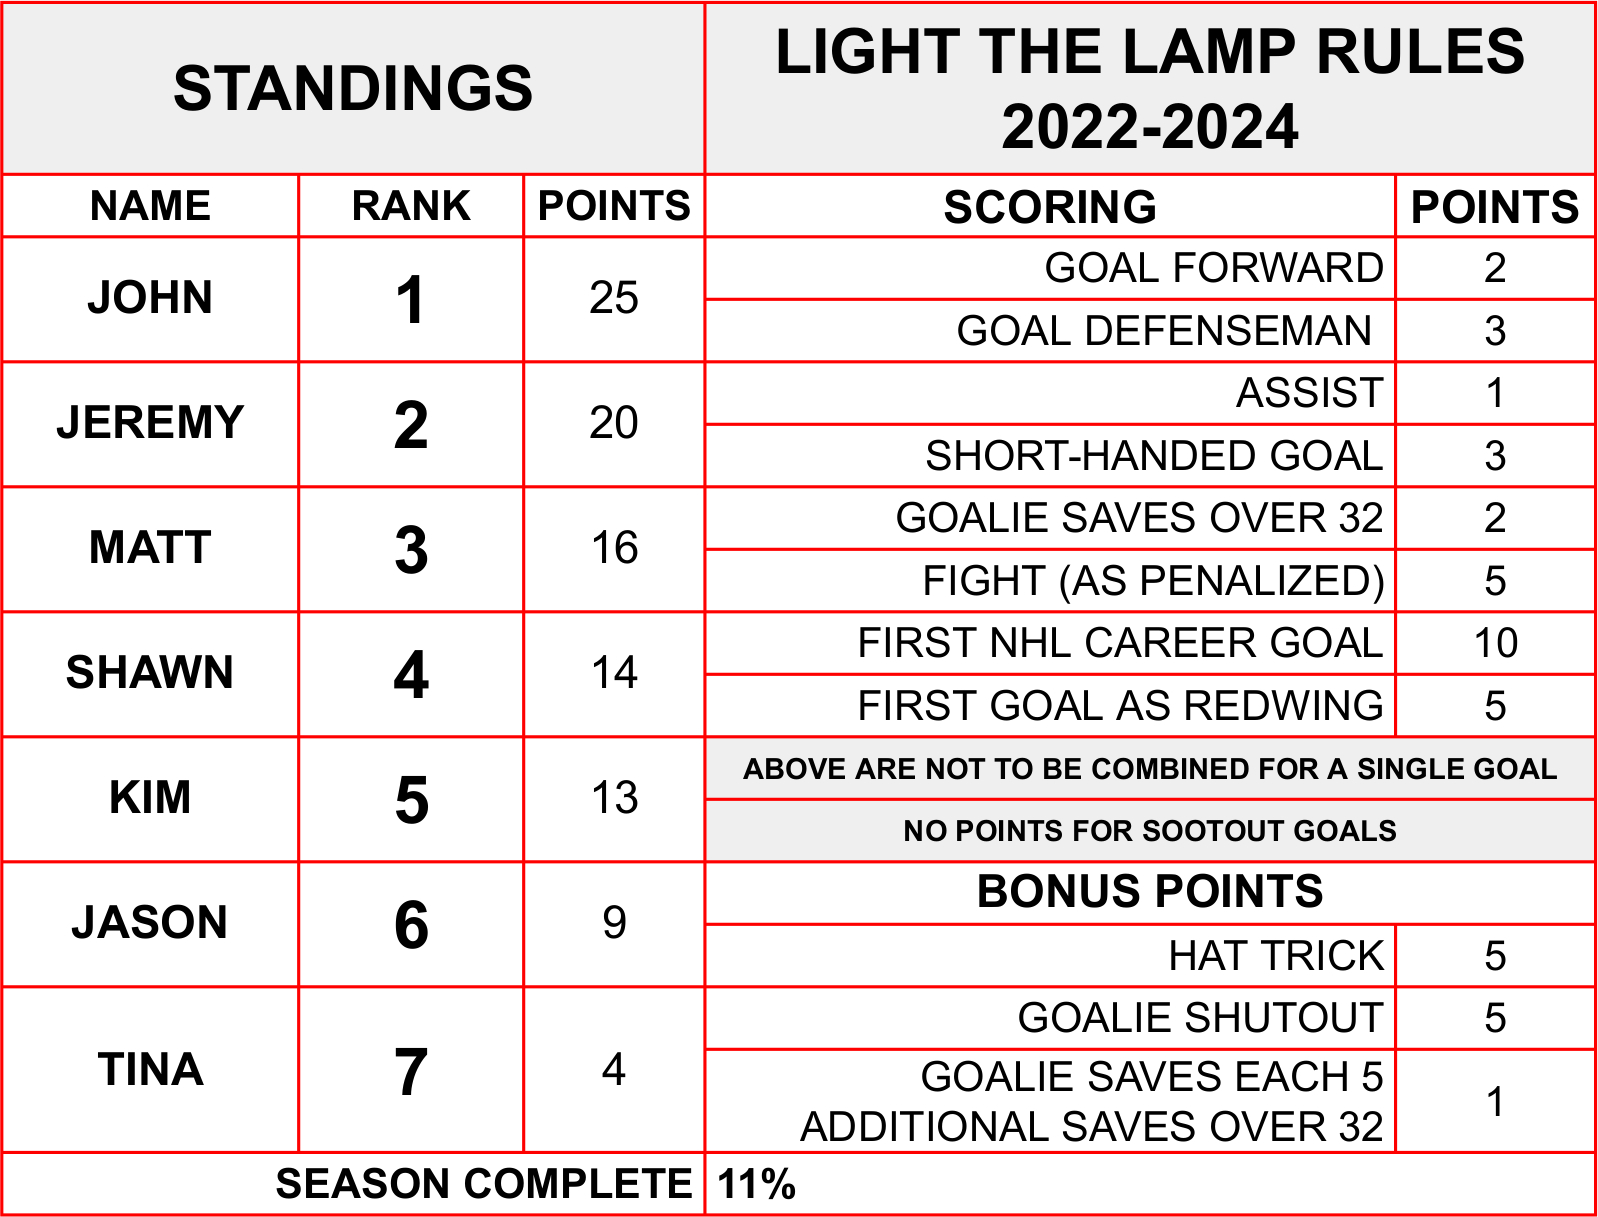 STANDINGS
LIGHT THE LAMP RULES
2022-2024
NAME RANK POINTS
SCORING POINTS
JOHN 1 25
GOAL FORWARD 2
GOAL DEFENSEMAN 3
JEREMY 2 20
ASSIST 1
SHORT-HANDED GOAL 3
MATT 3 16
GOALIE SAVES OVER 32 2
FIGHT (AS PENALIZED) 5
SHAWN 4 14
FIRST NHL CAREER GOAL 10
FIRST GOAL AS REDWING 5
KIM 5 13
ABOVE ARE NOT TO BE COMBINED FOR A SINGLE GOAL
NO POINTS FOR SOOTOUT GOALS
JASON 6 9
BONUS POINTS
HAT TRICK 5
TINA 7 4
GOALIE SHUTOUT 5
GOALIE SAVES EACH 5
ADDITIONAL SAVES OVER 32 1
SEASON COMPLETE 11%